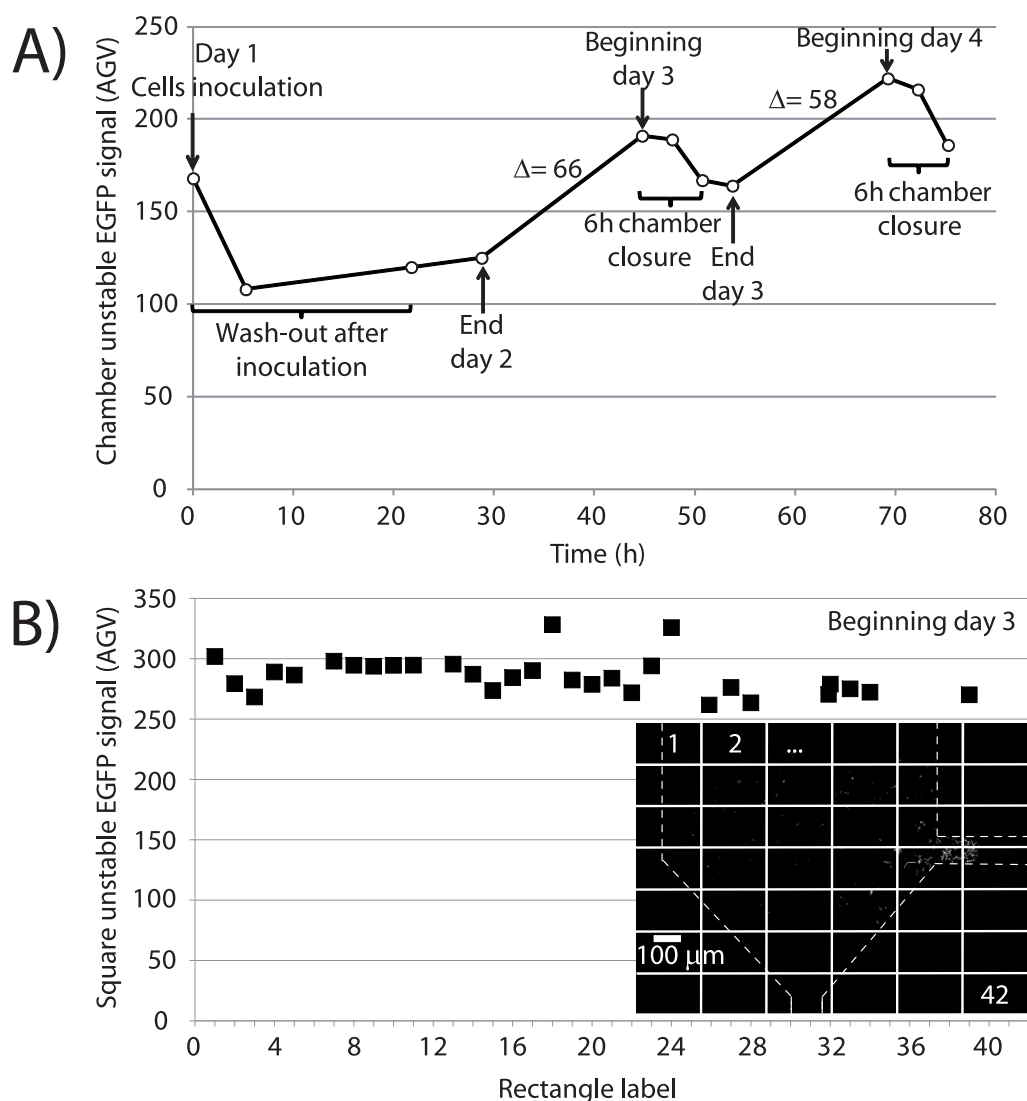 A)
Chamber unstable EGFP signal (AGV)
250
200
150
100
50
0
Day 1
Cells inoculation
Wash-out after
inoculation
End
day 2
Δ= 66
Beginning
day 3
6h chamber
closure
End
day 3
Δ= 58
Beginning day 4
6h chamber
closure
0 10 20 30 40 50 60 70 80
Time (h)
B)
Square unstable EGFP signal (AGV)
350
300
250
200
150
100
50
0
Beginning day 3
1 2 ...
100 µm
42
0 4 8 12 16 20 24 28 32 36 40
Rectangle label